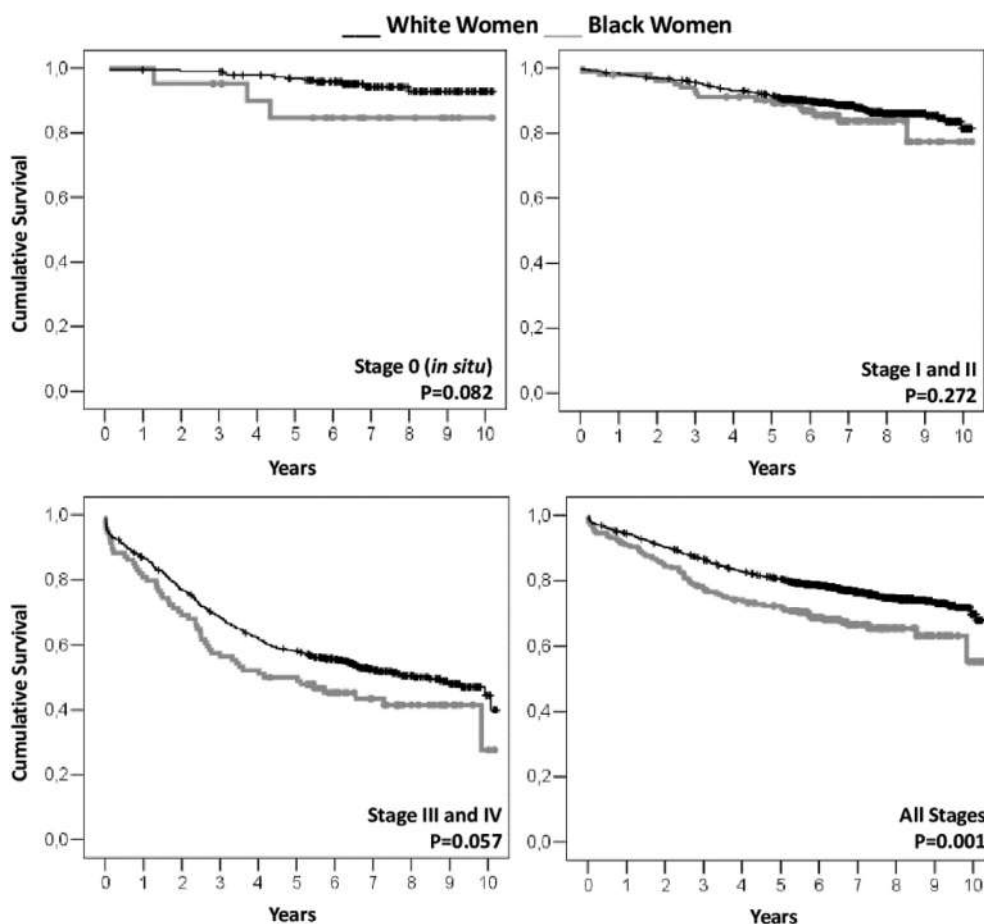 ___ White Women ___ Black Women
Cumulative Survival
1,0
0,8
0,6
0,4
0,2
0,0
Stage 0 (in situ)
P=0.082
0 1 2 3 4 5 6 7 8 9 10
Years
1,0
0,8
0,6
0,4
0,2
0,0
Stage I and II
P=0.272
0 1 2 3 4 5 6 7 8 9 10
Years
Cumulative Survival
1,0
0,8
0,6
0,4
0,2
0,0
Stage III and IV
P=0.057
0 1 2 3 4 5 6 7 8 9 10
Years
1,0
0,8
0,6
0,4
0,2
0,0
All Stages
P=0.001
0 1 2 3 4 5 6 7 8 9 10
Years